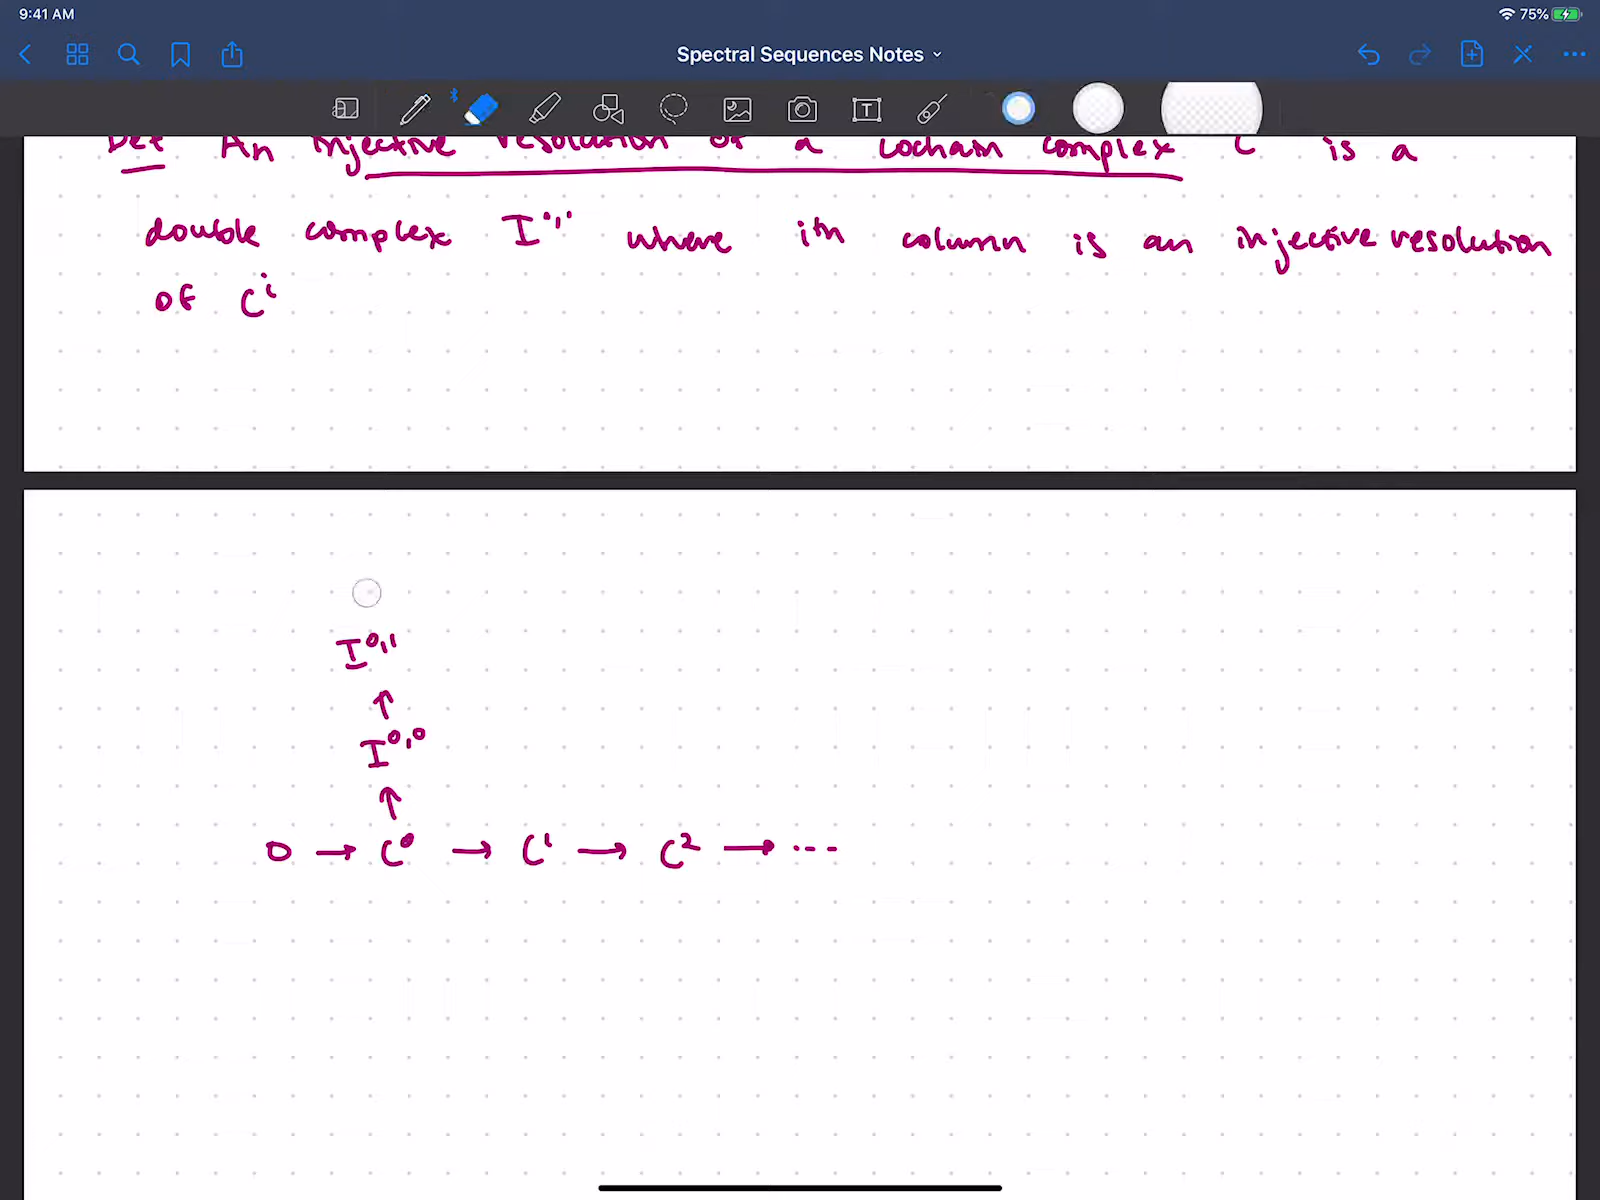 9:41 AM
75%
Spectral Sequences Notes
T
Def An injective resolution of a cochain complex C is a
double complex I^{•,•} where ith column is an injective resolution
of C^i
I^{0,1}
↑
I^{0,0}
↑
0 → C^0 → C^1 → C^2 → ...